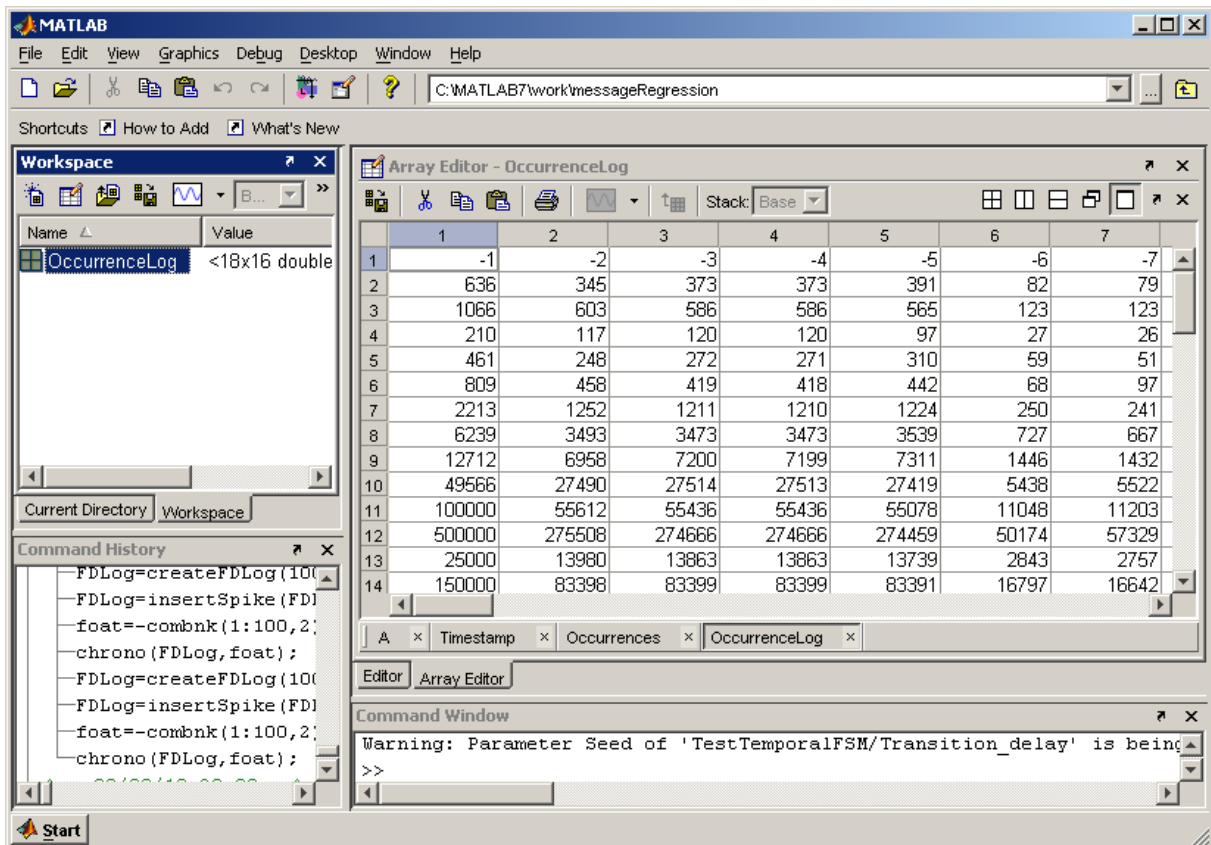 MATLAB
File Edit View Graphics Debug Desktop Window Help
C:\MATLAB7\work\messageRegression ...
Shortcuts How to Add What's New
Workspace
B... »
Name Value
OccurrenceLog <18x16 double
Current Directory Workspace
Command History
FDLog=createFDLog(100
FDLog=insertSpike(FDl
foat=-combnk(1:100,2)
chrono(FDLog,foat);
FDLog=createFDLog(100
FDLog=insertSpike(FDl
foat=-combnk(1:100,2)
chrono(FDLog,foat);
Array Editor - OccurrenceLog
Stack: Base
1 2 3 4 5 6 7
1 -1 -2 -3 -4 -5 -6 -7
2 636 345 373 373 391 82 79
3 1066 603 586 586 565 123 123
4 210 117 120 120 97 27 26
5 461 248 272 271 310 59 51
6 809 458 419 418 442 68 97
7 2213 1252 1211 1210 1224 250 241
8 6239 3493 3473 3473 3539 727 667
9 12712 6958 7200 7199 7311 1446 1432
10 49566 27490 27514 27513 27419 5438 5522
11 100000 55612 55436 55436 55078 11048 11203
12 500000 275508 274666 274666 274459 50174 57329
13 25000 13980 13863 13863 13739 2843 2757
14 150000 83398 83399 83399 83391 16797 16642
A Timestamp Occurrences OccurrenceLog
Editor Array Editor
Command Window
Warning: Parameter Seed of 'TestTemporalFSM/Transition_delay' is being
>>
Start